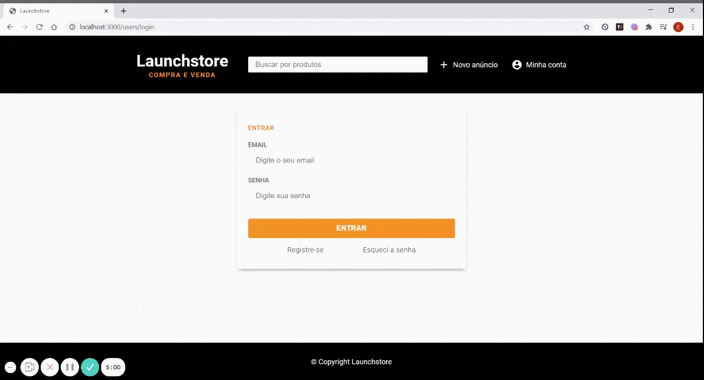 Launchstore
localhost:3000/users/login
Launchstore
COMPRA E VENDA
Buscar por produtos
Novo anúncio
Minha conta
ENTRAR
EMAIL
Digite o seu email
SENHA
Digite sua senha
ENTRAR
Registre-se Esqueci a senha
© Copyright Launchstore
5:00